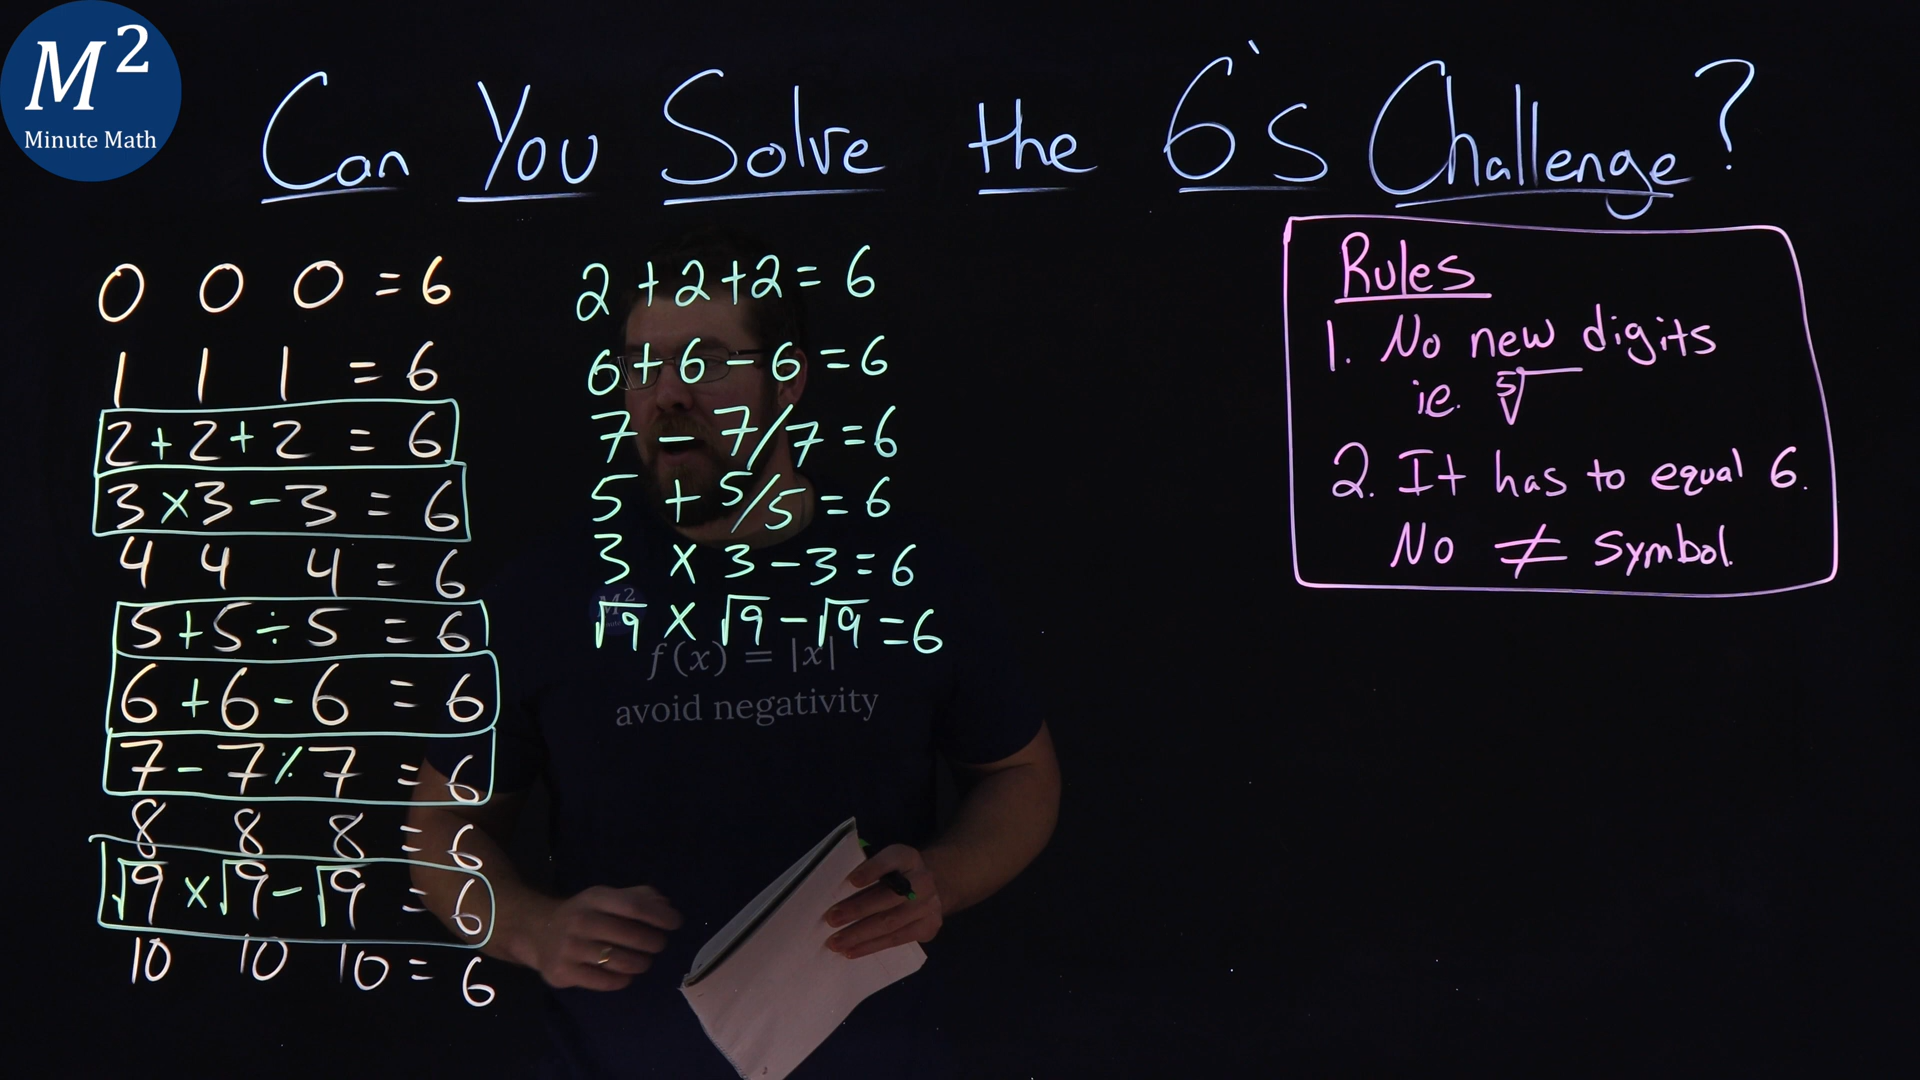 M²
Minute Math
Can You Solve the 6's Challenge?
0 0 0 = 6
1 1 1 = 6
2 + 2 + 2 = 6
3 × 3 - 3 = 6
4 4 4 = 6
5 + 5 ÷ 5 = 6
6 + 6 - 6 = 6
7 - 7 ٪ 7 = 6
8 8 8 = 6
√9 × √9 - √9 = 6
10 10 10 = 6
2 + 2 + 2 = 6
6 + 6 - 6 = 6
7 - 7/7 = 6
5 + 5/5 = 6
3 × 3 - 3 = 6
√9 × √9 - √9 = 6
M²
f(x) = |x|
avoid negativity
Rules
1. No new digits
ie. ⁵√
2. It has to equal 6.
No ≠ symbol.